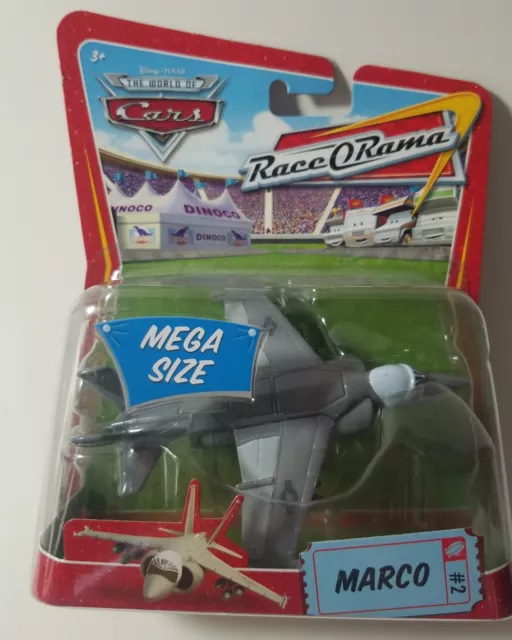 3+
Disney · PIXAR
THE WORLD OF
Cars
Race O Rama
DINOCO
DINOCO
DINOCO
MEGA
SIZE
MARCO
#2